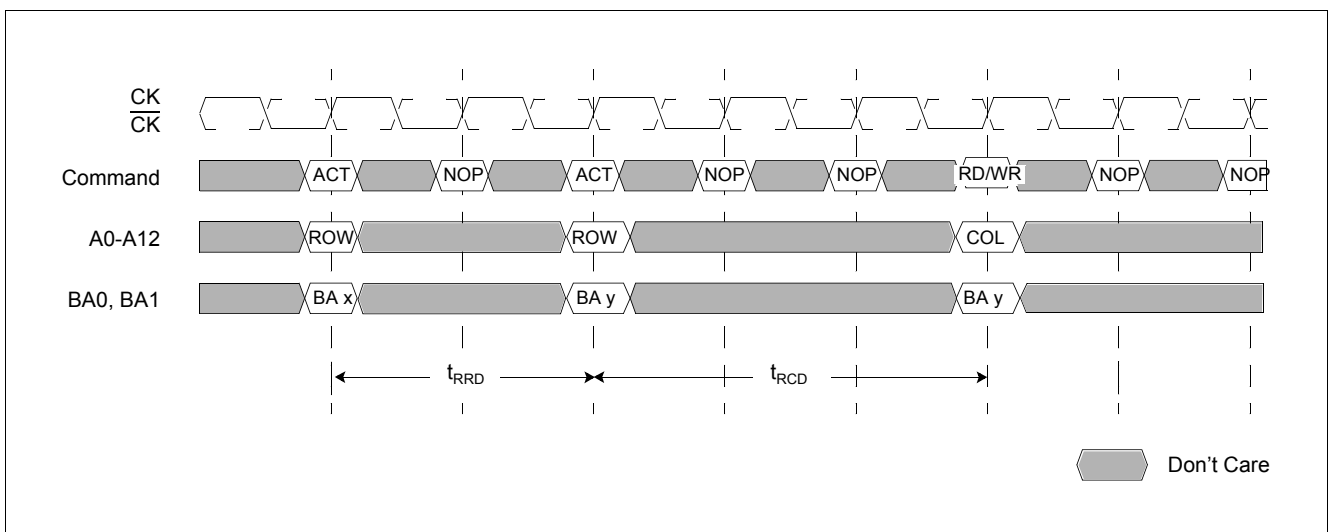 CK
CK
Command ACT NOP ACT NOP NOP RD/WR NOP NOP
A0-A12 ROW ROW COL
BA0, BA1 BA x BA y BA y
tRRD tRCD
Don't Care